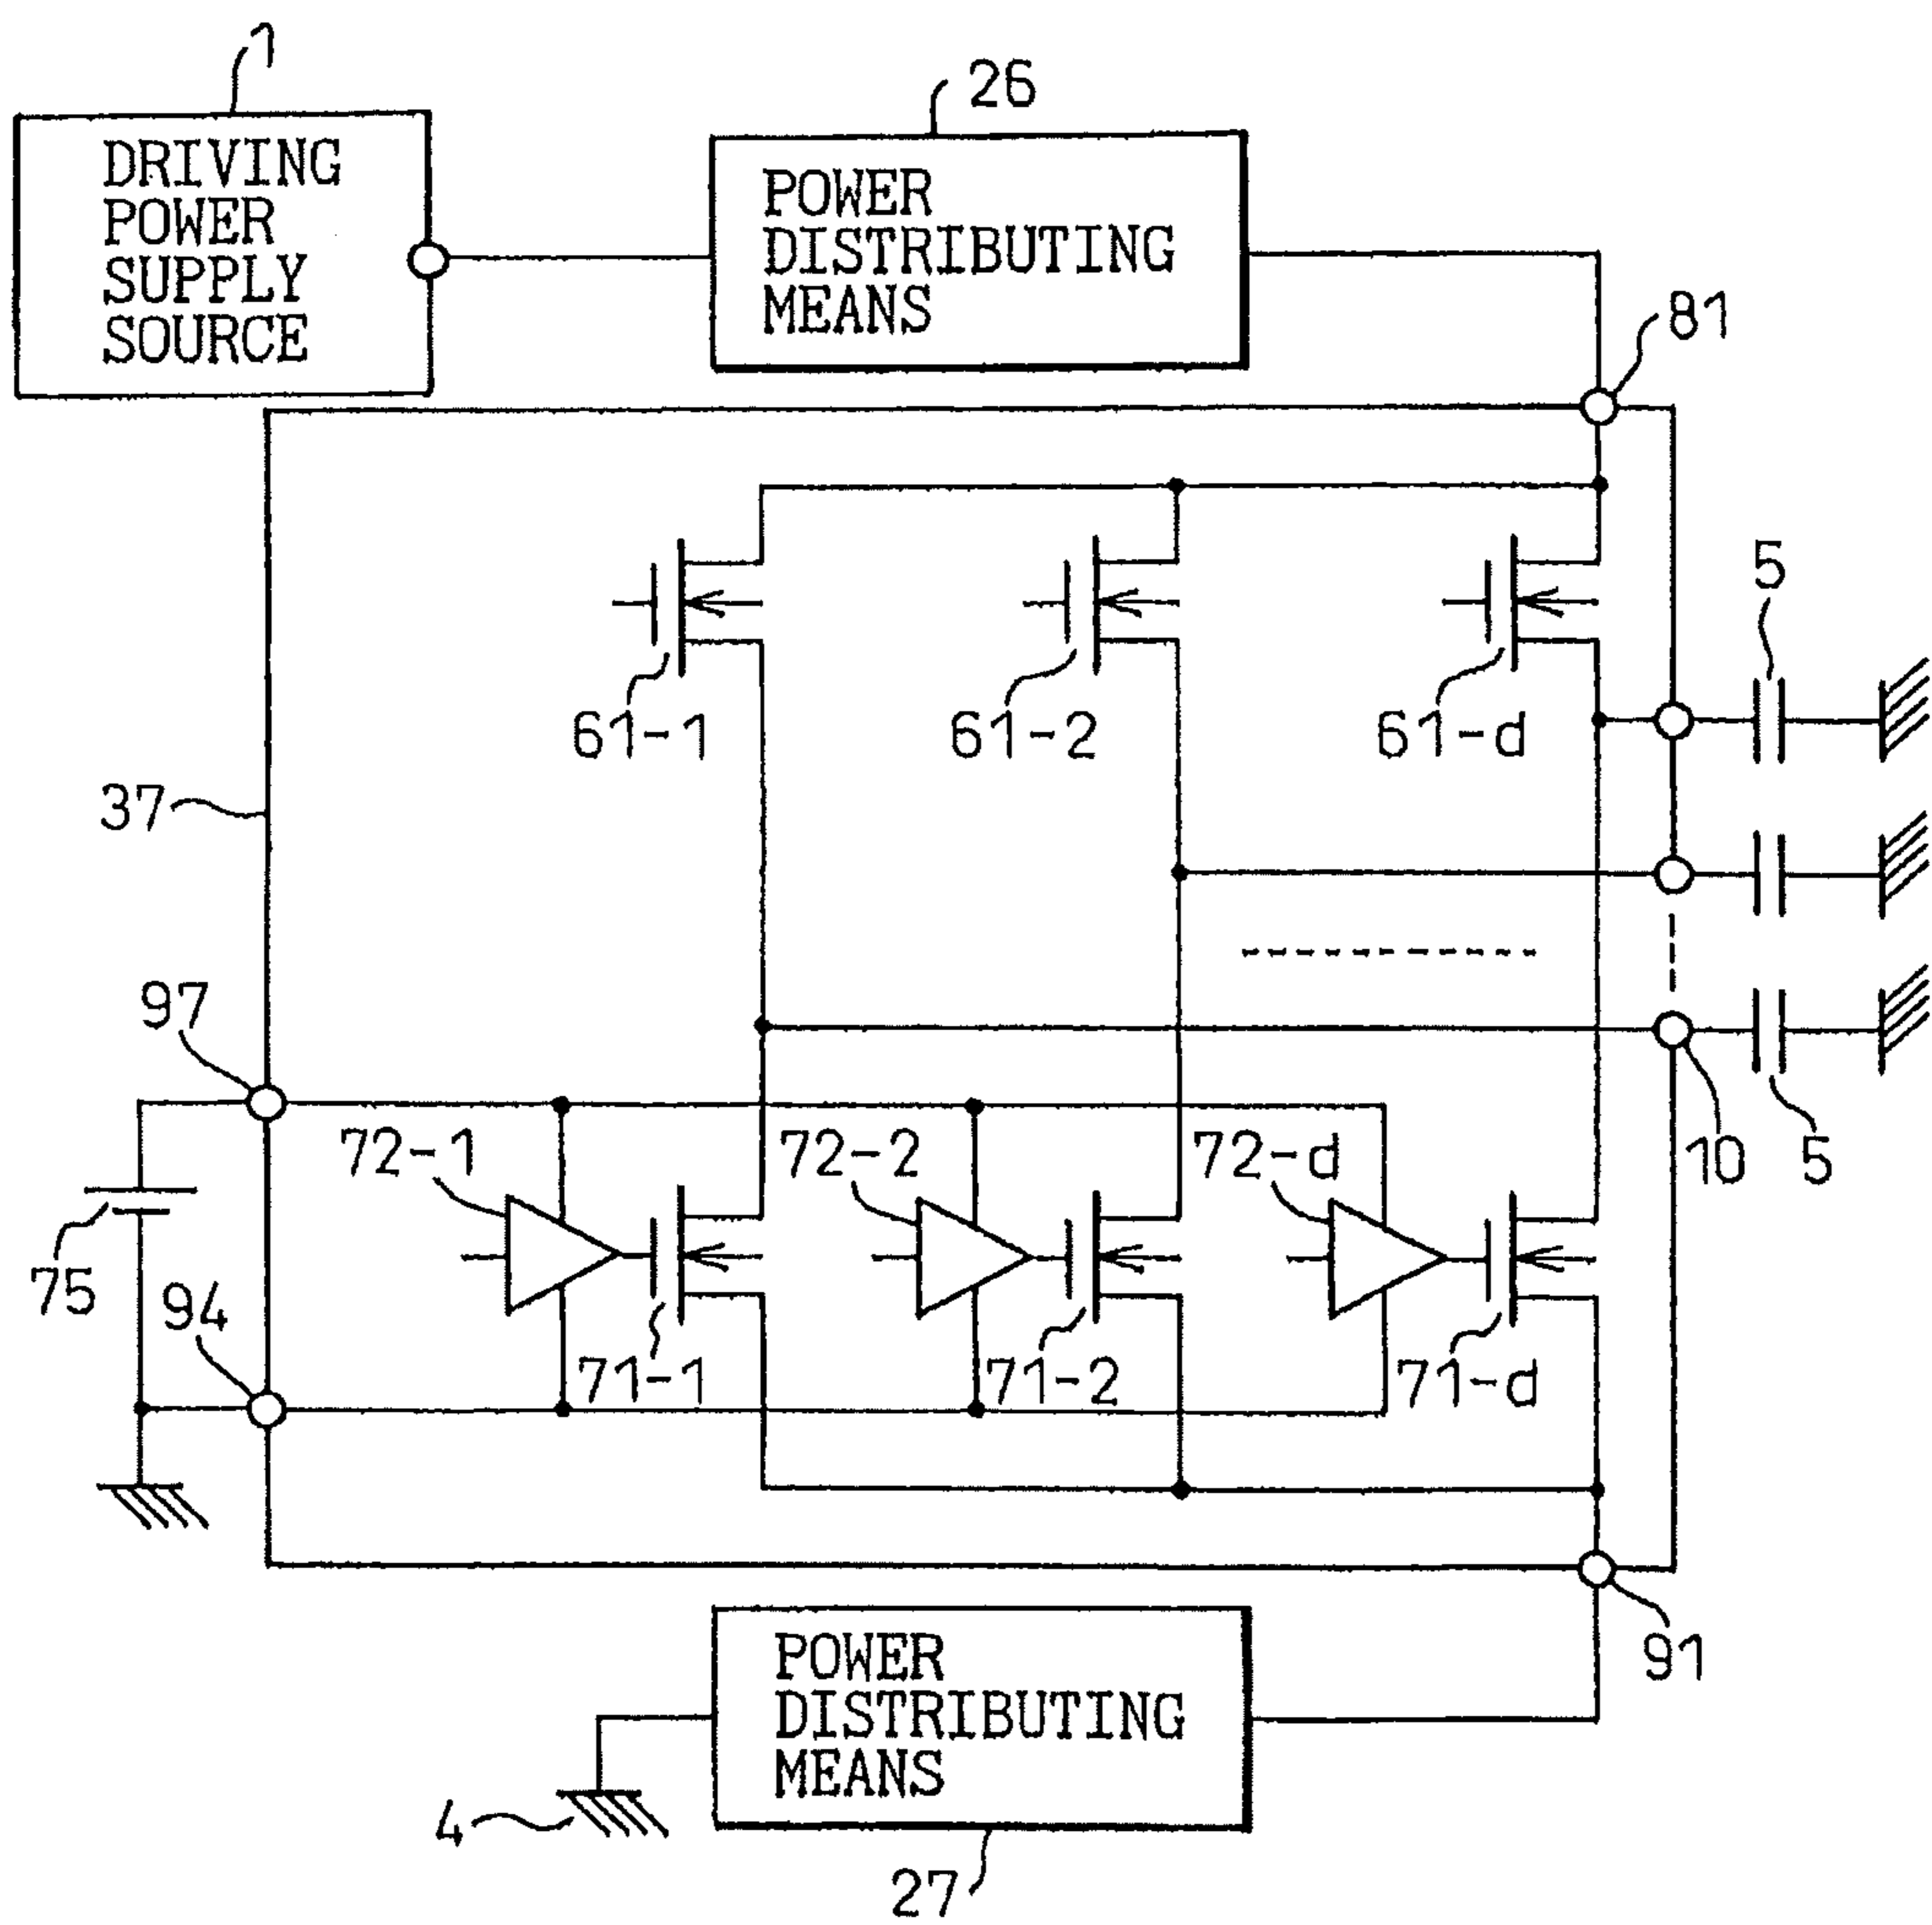 1
26
DRIVING
POWER
SUPPLY
SOURCE
POWER
DISTRIBUTING
MEANS
81
5
61-1
61-2
61-d
37
97
72-1
72-2
72-d
10
5
75
94
71-1
71-2
71-d
91
POWER
DISTRIBUTING
MEANS
4
27